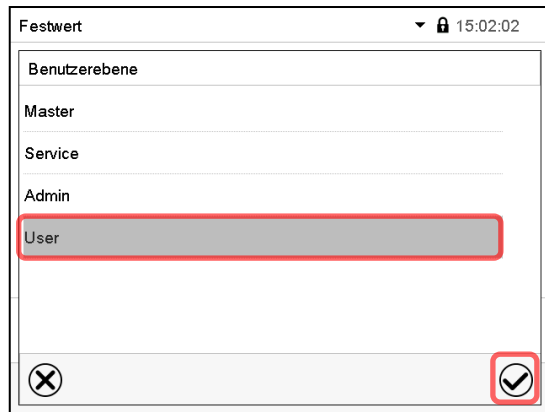 Festwert 15:02:02
Benutzerebene
Master
Service
Admin
User